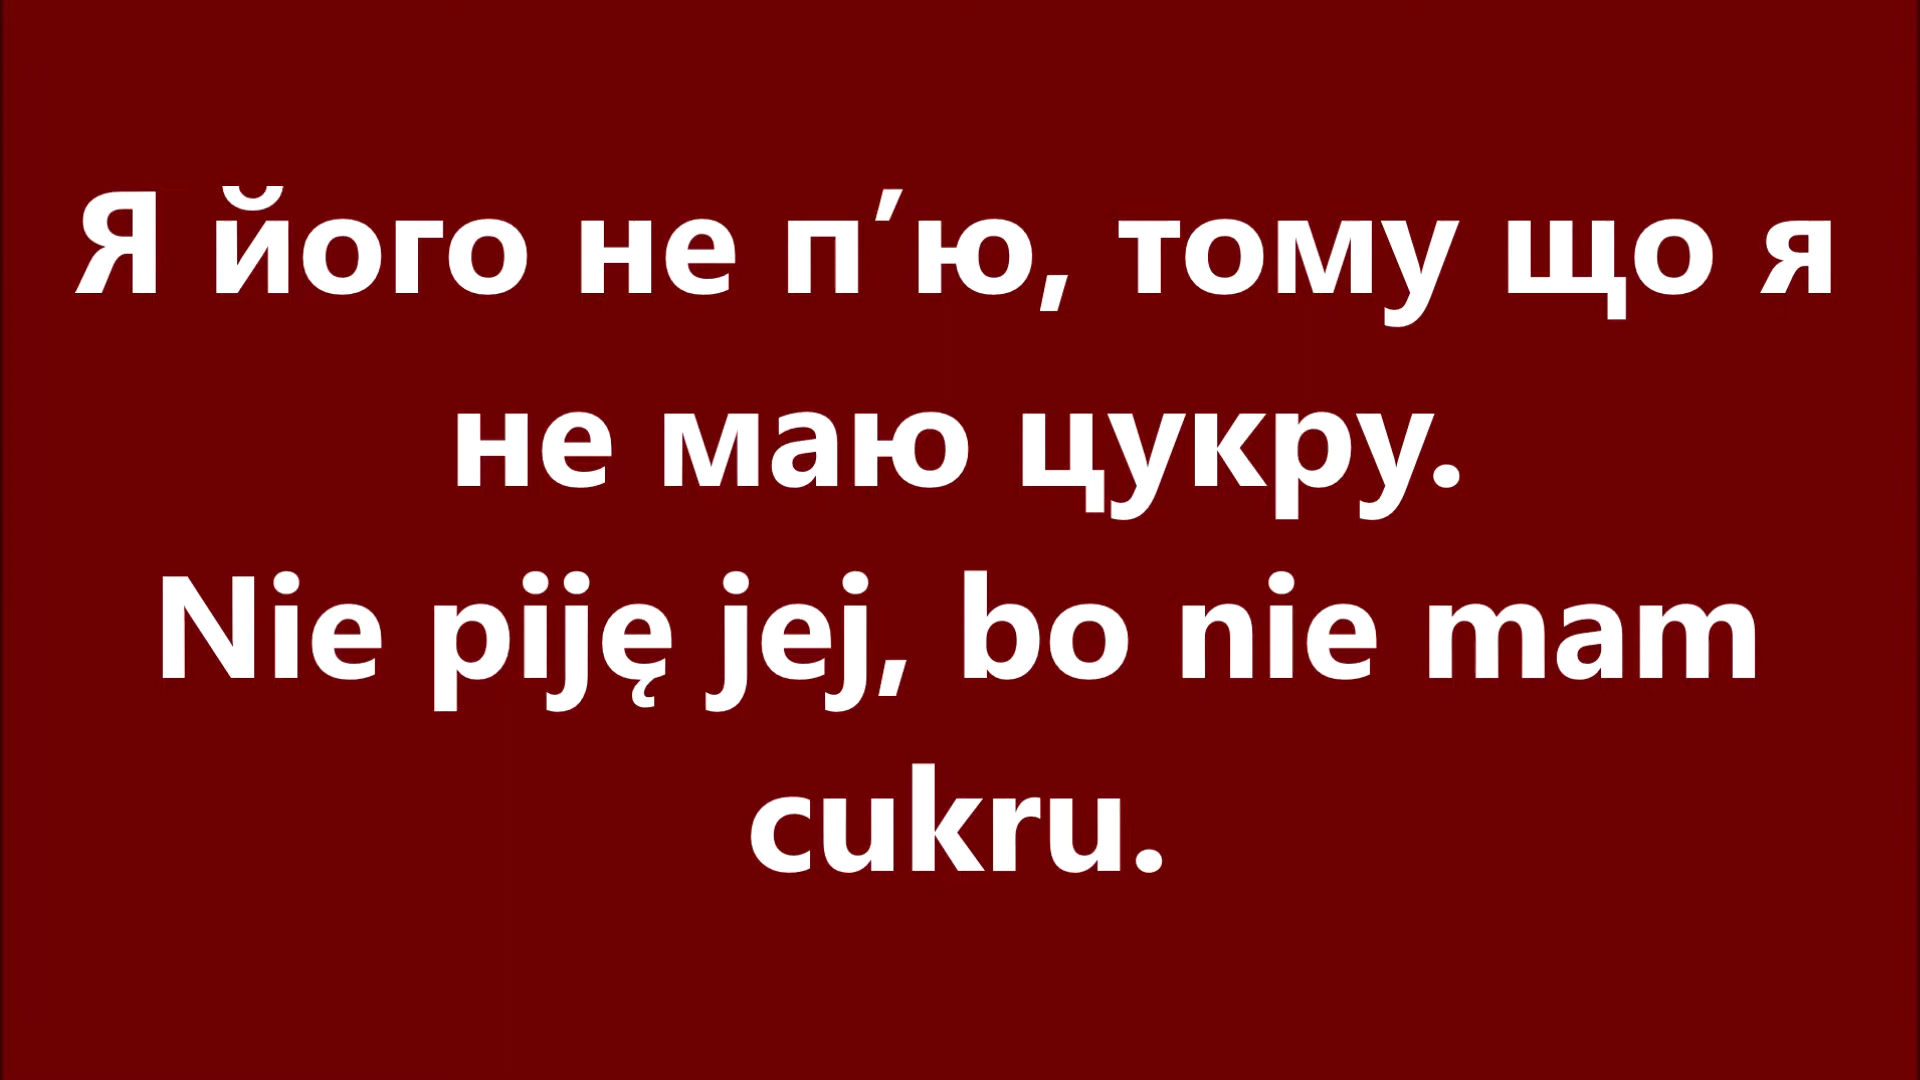 Я його не п’ю, тому що я
не маю цукру.
Nie piję jej, bo nie mam
cukru.